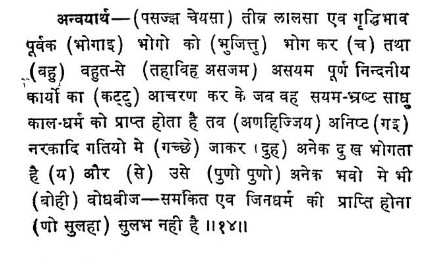 अन्वयार्थ—(पसज्झ चेयसा) तीव्र लालसा एव गृद्धिभाव
पूर्वक (भोगाइ) भोगो को (भुजित्तु) भोग कर (च) तथा
(बहु) बहुत-से (तहाविह असजम) असयम पूर्ण निन्दनीय
कार्यो का (कट्टु) आचरण कर के जब वह सयम-भ्रष्ट साधु
काल-धर्म को प्राप्त होता है तव (अणहिज्जिय) अनिष्ट (गइ)
नरकादि गतियो मे (गच्छे) जाकर (दुह) अनेक दु ख भोगता
है (य) और (से) उसे (पुणो पुणो) अनेक भवो मे भी
(वोही) वोधवीज—समकित एव जिनधर्म की प्राप्ति होना
(णो सुलहा) सुलभ नही है ॥१४॥